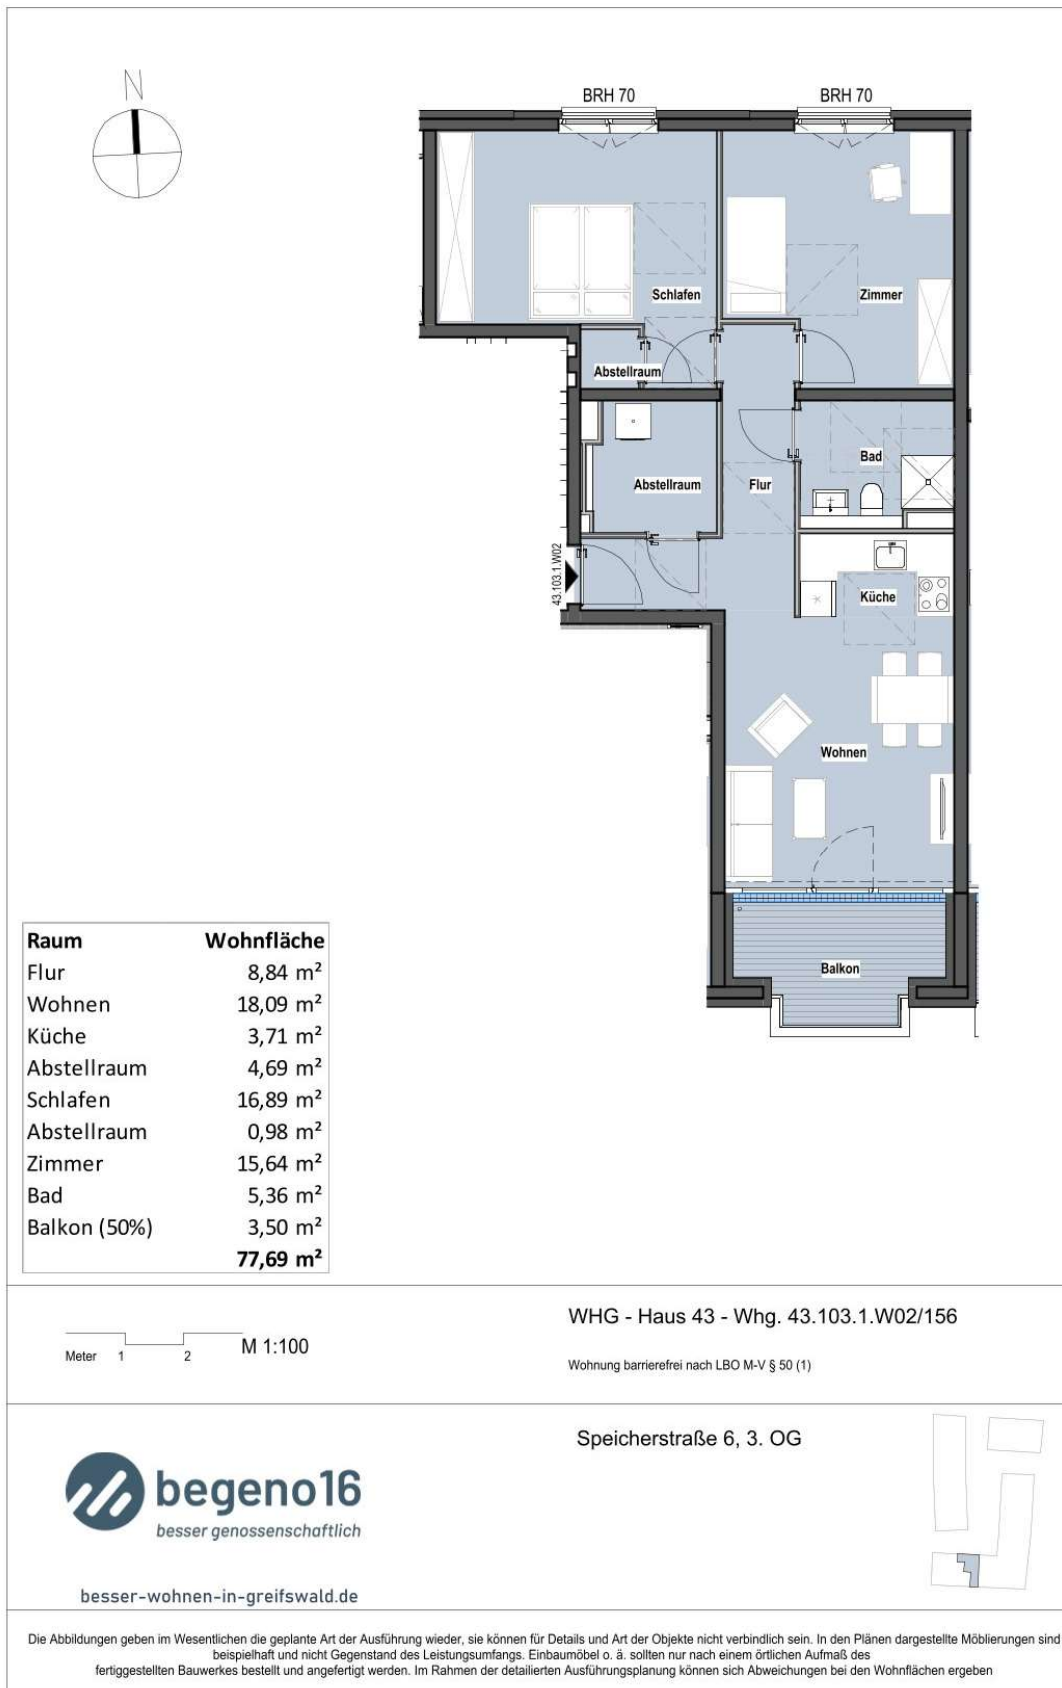 N
BRH 70
BRH 70
Schlafen
Zimmer
Abstellraum
Bad
Abstellraum
Flur
43.103.1.W02
Küche
Wohnen
Balkon
Raum Wohnfläche
Flur 8,84 m²
Wohnen 18,09 m²
Küche 3,71 m²
Abstellraum 4,69 m²
Schlafen 16,89 m²
Abstellraum 0,98 m²
Zimmer 15,64 m²
Bad 5,36 m²
Balkon (50%) 3,50 m²
77,69 m²
Meter 1 2 M 1:100
WHG - Haus 43 - Whg. 43.103.1.W02/156
Wohnung barrierefrei nach LBO M-V § 50 (1)
Speicherstraße 6, 3. OG
begeno16
besser genossenschaftlich
besser-wohnen-in-greifswald.de
Die Abbildungen geben im Wesentlichen die geplante Art der Ausführung wieder, sie können für Details und Art der Objekte nicht verbindlich sein. In den Plänen dargestellte Möblierungen sind
beispielhaft und nicht Gegenstand des Leistungsumfangs. Einbaumöbel o. ä. sollten nur nach einem örtlichen Aufmaß des
fertiggestellten Bauwerkes bestellt und angefertigt werden. Im Rahmen der detailierten Ausführungsplanung können sich Abweichungen bei den Wohnflächen ergeben